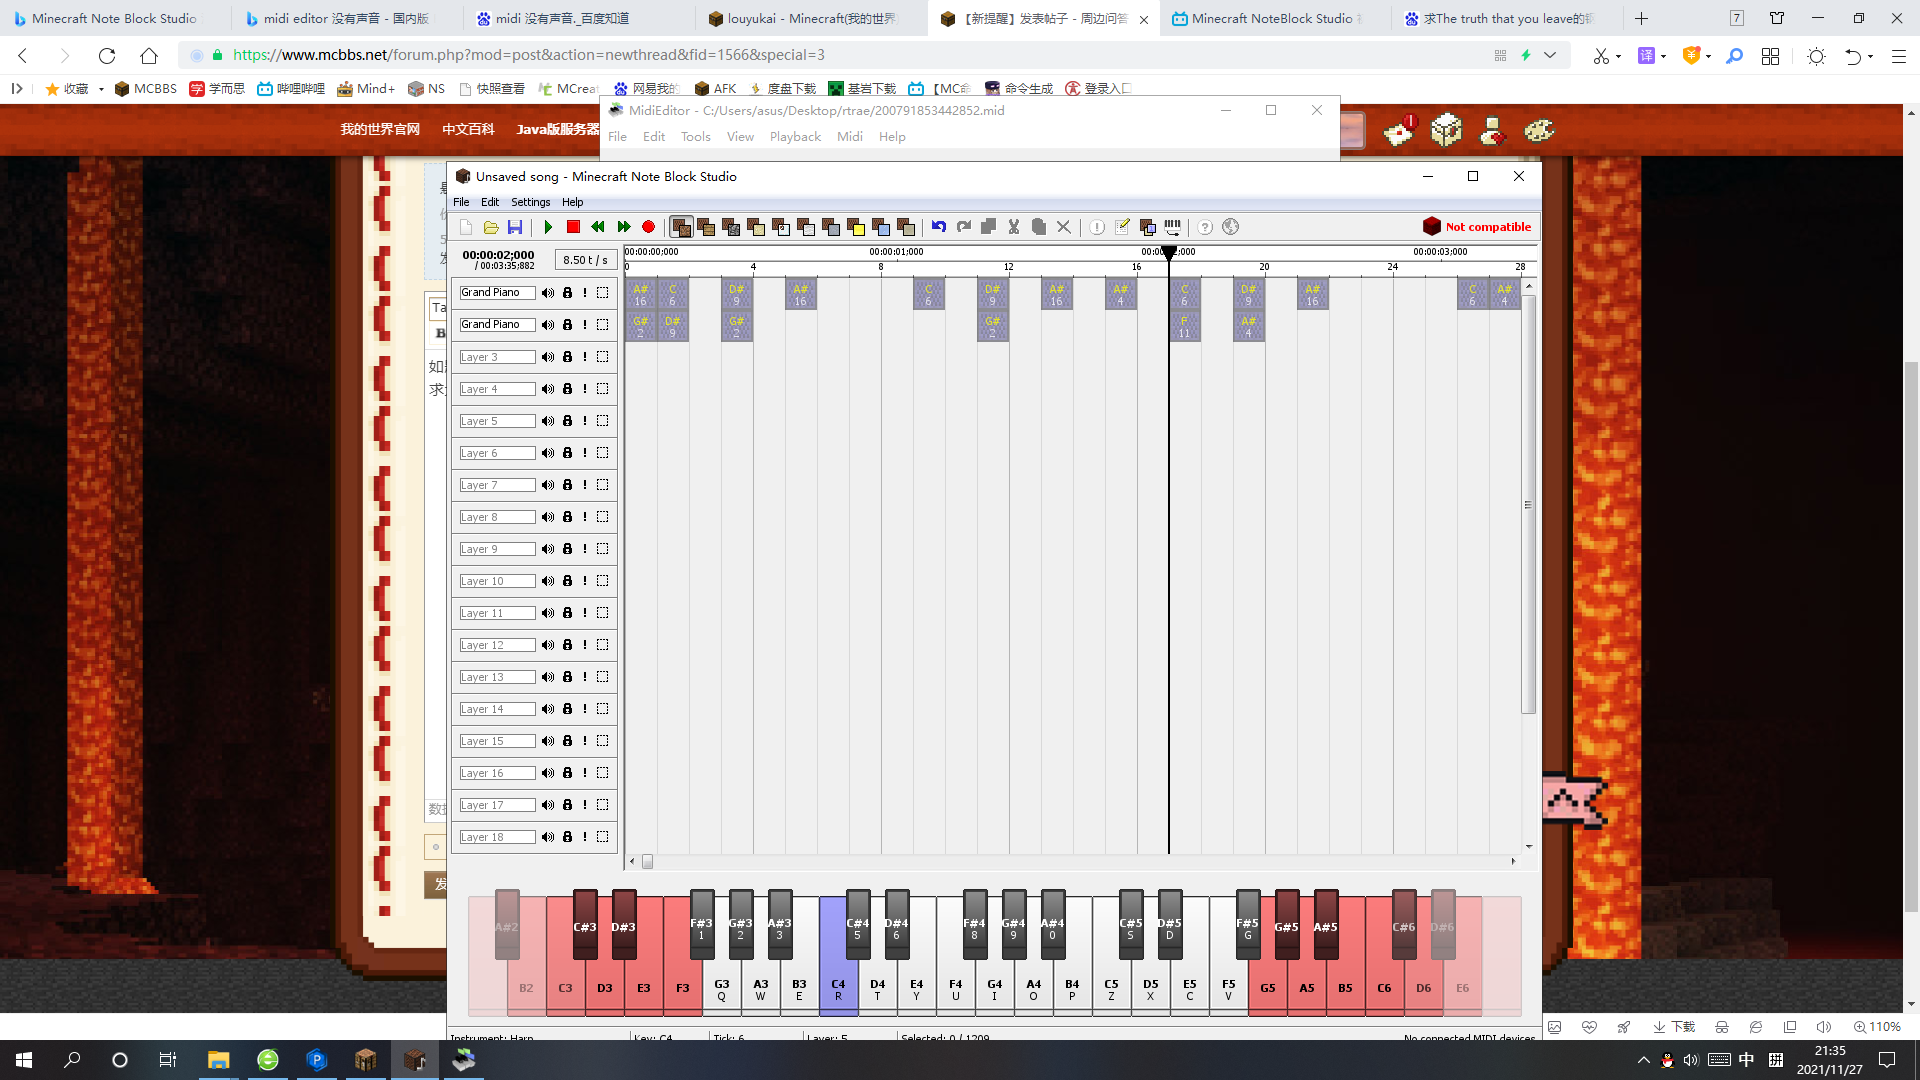 Minecraft Note Block Studio
midi editor 没有声音 - 国内版
midi 没有声音._百度知道
louyukai - Minecraft(我的世界
【新提醒】发表帖子 - 周边问答
Minecraft NoteBlock Studio
求The truth that you leave的钢
7
https://www.mcbbs.net/forum.php?mod=post&action=newthread&fid=1566&special=3
译
收藏
MCBBS
学而思
哔哩哔哩
Mind+
NS
快照查看
MCreat
网易我的
AFK
度盘下载
基岩下载
【MC命
命令生成
登录入口
MidiEditor - C:/Users/asus/Desktop/rtrae/200791853442852.mid
File Edit Tools View Playback Midi Help
我的世界官网 中文百科 Java版服务器
Unsaved song - Minecraft Note Block Studio
File Edit Settings Help
Not compatible
00:00:02;000
/ 00:03:35;882
8.50 t / s
00:00:00;000 00:00:01;000 00:00:03;000
0 4 8 12 16 20 24 28
Grand Piano
A# C D# A# C D# A# A# C D# A# C A#
16 6 9 16 6 9 16 4 6 9 16 6 4
Grand Piano
G# D# G# G# F A#
2 9 2 2 11 4
Layer 3
Layer 4
Layer 5
Layer 6
Layer 7
Layer 8
Layer 9
Layer 10
Layer 11
Layer 12
Layer 13
Layer 14
Layer 15
Layer 16
Layer 17
Layer 18
Ta
B
如
求
A#2 C#3 D#3 F#3 G#3 A#3 C#4 D#4 F#4 G#4 A#4 C#5 D#5 F#5 G#5 A#5 C#6 D#6
1 2 3 5 6 8 9 0 S D G
B2 C3 D3 E3 F3 G3 A3 B3 C4 D4 E4 F4 G4 A4 B4 C5 D5 E5 F5 G5 A5 B5 C6 D6 E6
Q W E R T Y U I O P Z X C V
Instrument: Harp Key: C4 Tick: 6 Layer: 5 Selected: 0 / 1209 No connected MIDI devices
下载
110%
中
21:35
2021/11/27